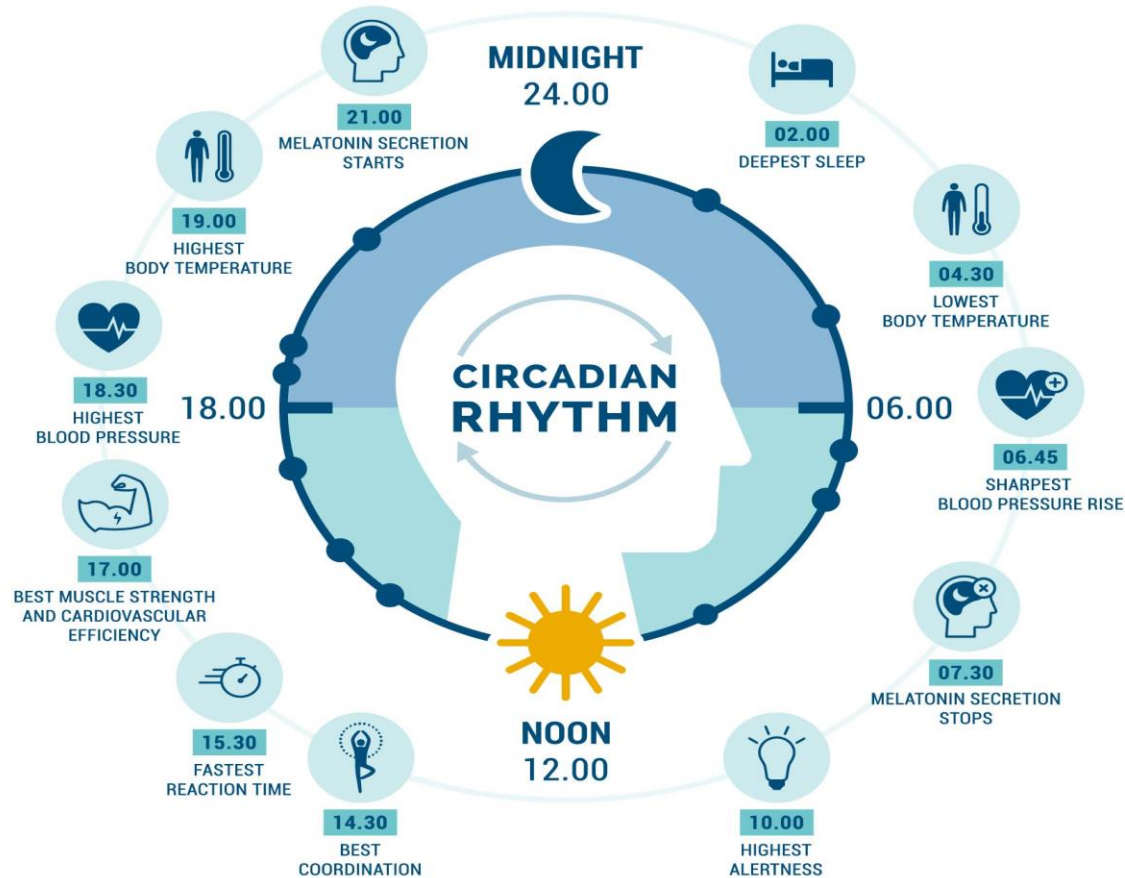 MIDNIGHT
24.00
02.00
DEEPEST SLEEP
04.30
LOWEST
BODY TEMPERATURE
06.00
06.45
SHARPEST
BLOOD PRESSURE RISE
07.30
MELATONIN SECRETION
STOPS
10.00
HIGHEST
ALERTNESS
NOON
12.00
14.30
BEST
COORDINATION
15.30
FASTEST
REACTION TIME
17.00
BEST MUSCLE STRENGTH
AND CARDIOVASCULAR
EFFICIENCY
18.00
18.30
HIGHEST
BLOOD PRESSURE
19.00
HIGHEST
BODY TEMPERATURE
21.00
MELATONIN SECRETION
STARTS
CIRCADIAN
RHYTHM